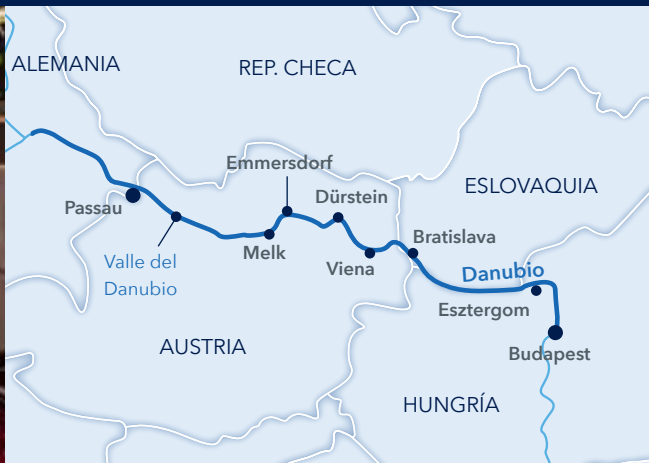 ALEMANIA
REP. CHECA
Emmersdorf
ESLOVAQUIA
Dürstein
Passau
Bratislava
Melk
Valle del
Danubio
Viena
Danubio
Esztergom
AUSTRIA
Budapest
HUNGRÍA